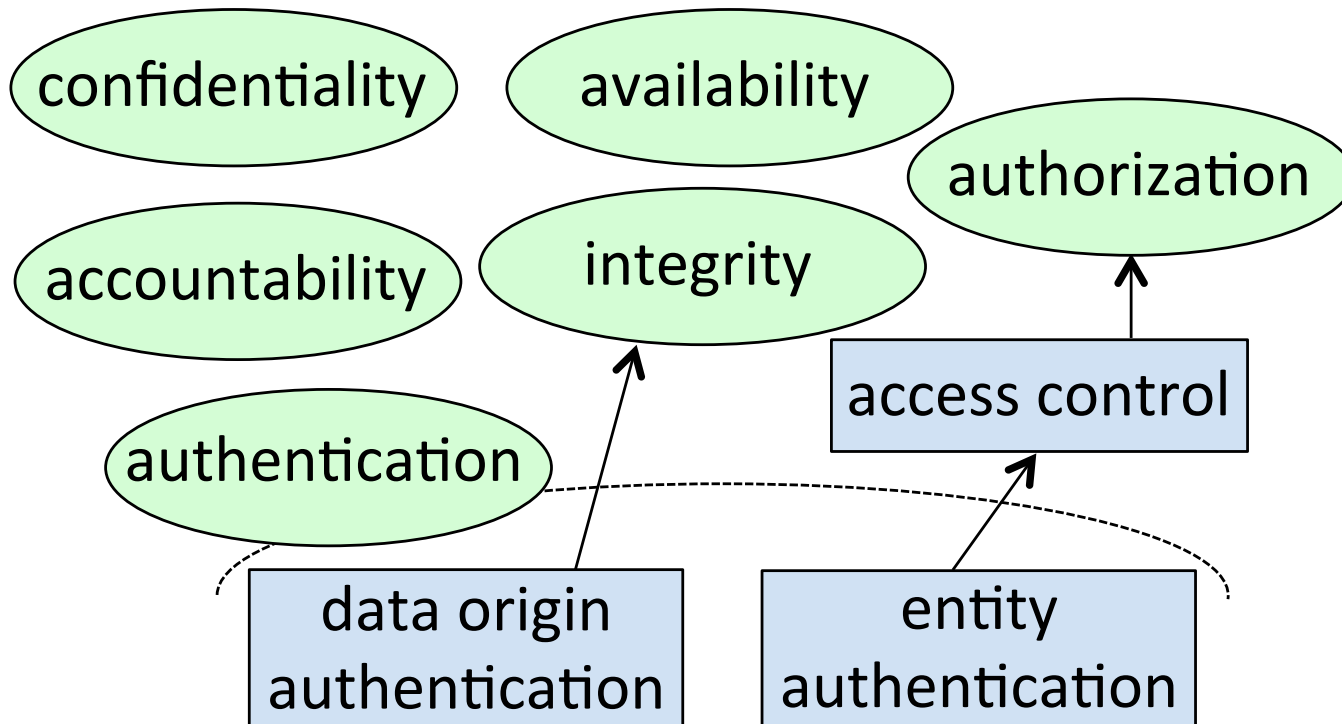 confidentiality
availability
authorization
accountability
integrity
access control
authentication
data origin
authentication
entity
authentication